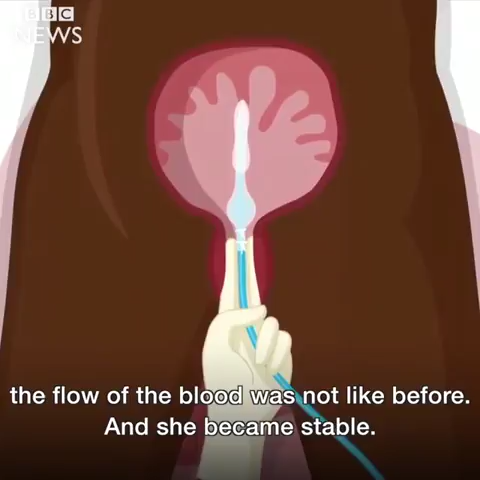 BBC
NEWS
the flow of the blood was not like before.
And she became stable.